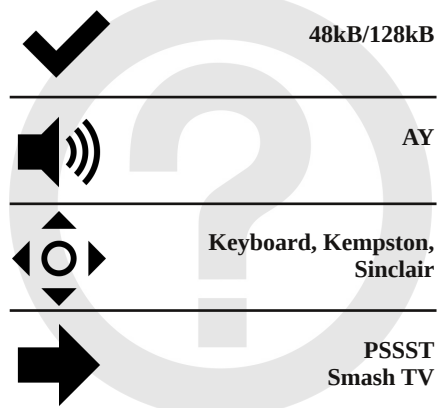 48kB/128kB
AY
Keyboard, Kempston,
Sinclair
PSSST
Smash TV